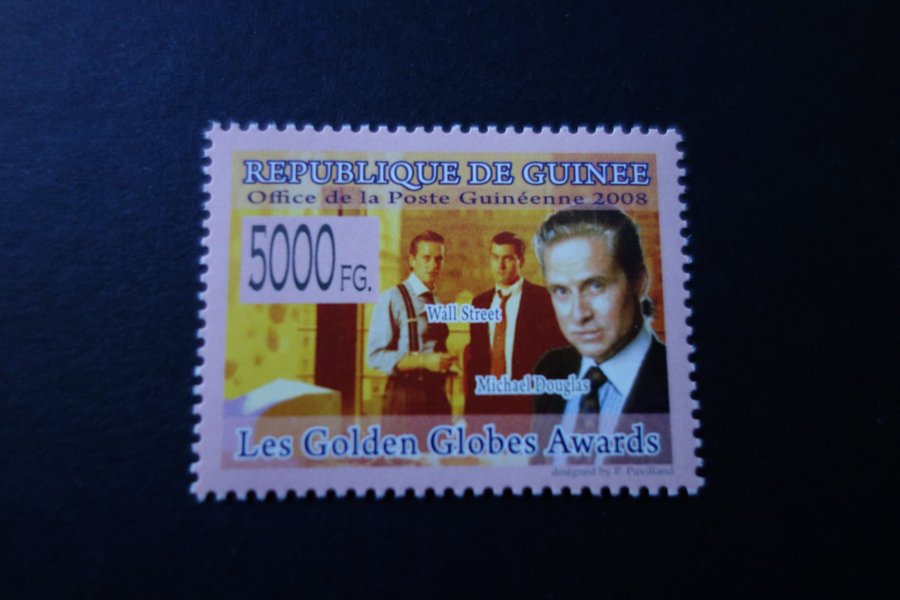 REPUBLIQUE DE GUINEE
Office de la Poste Guinéenne 2008
5000 FG.
Wall Street
Michael Douglas
Les Golden Globes Awards
designed by P. Puvilland